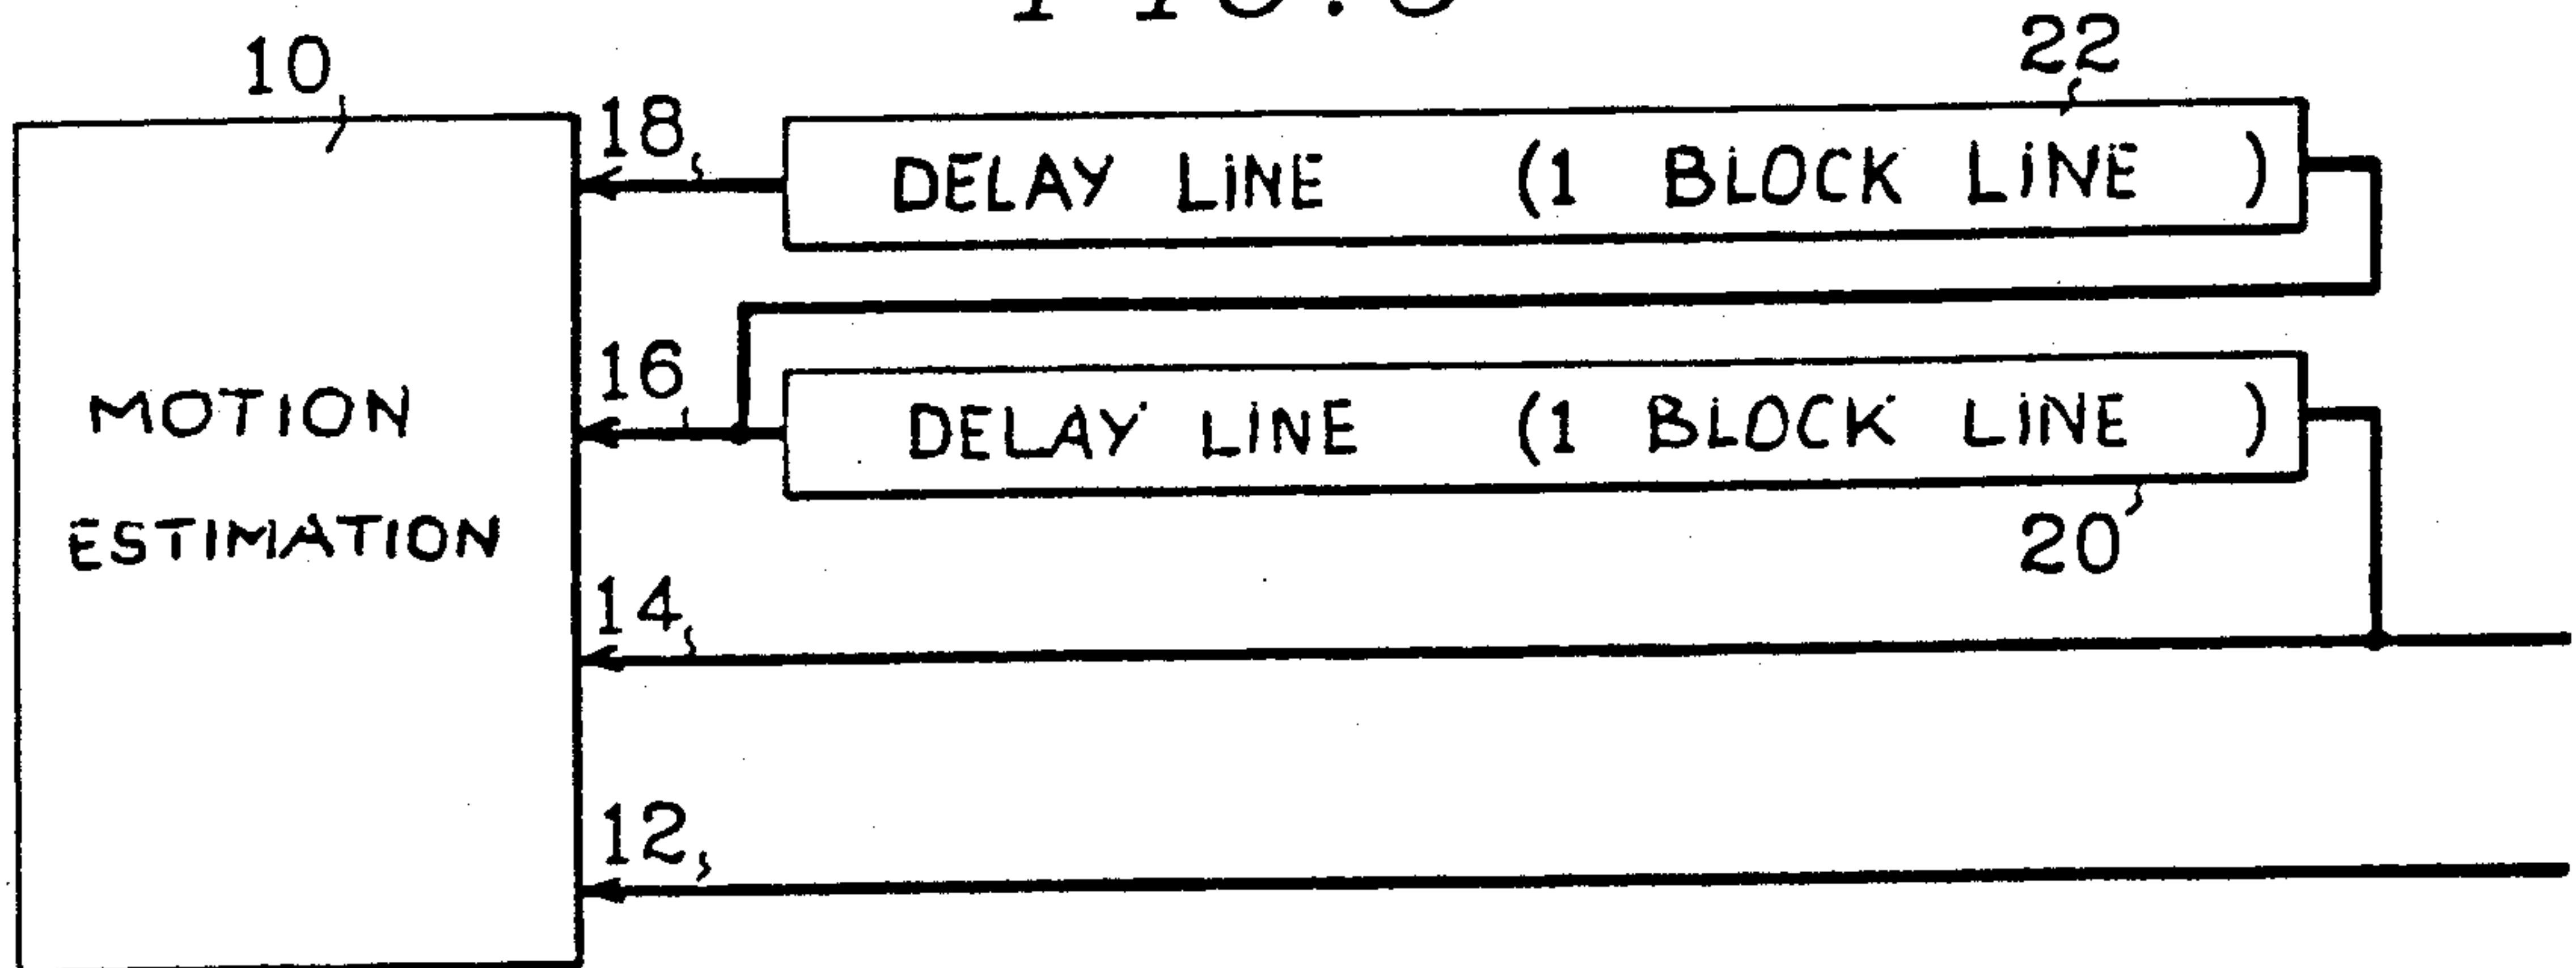 10
22
18
DELAY LINE (1 BLOCK LINE )
16
DELAY LINE (1 BLOCK LINE )
MOTION
ESTIMATION
20
14
12